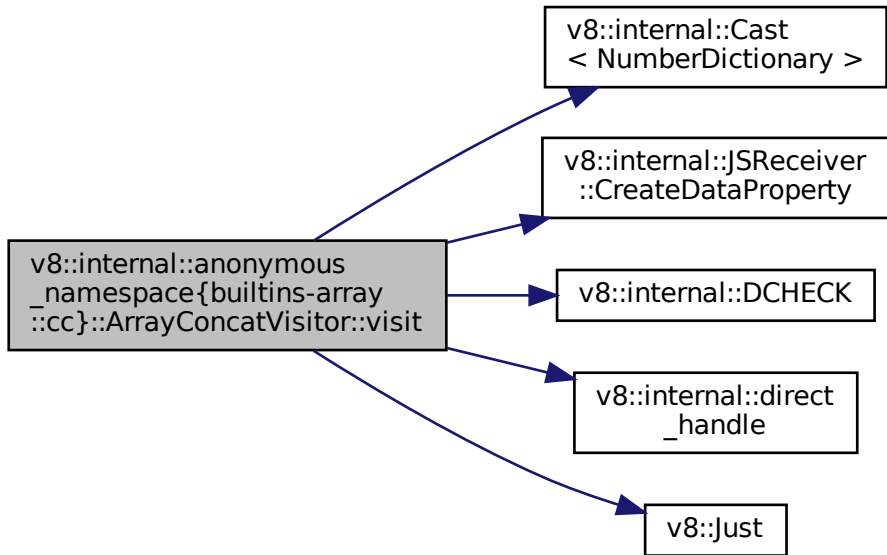 v8::internal::Cast
< NumberDictionary >
v8::internal::JSReceiver
::CreateDataProperty
v8::internal::anonymous
_namespace{builtins-array
::cc}::ArrayConcatVisitor::visit
v8::internal::DCHECK
v8::internal::direct
_handle
v8::Just